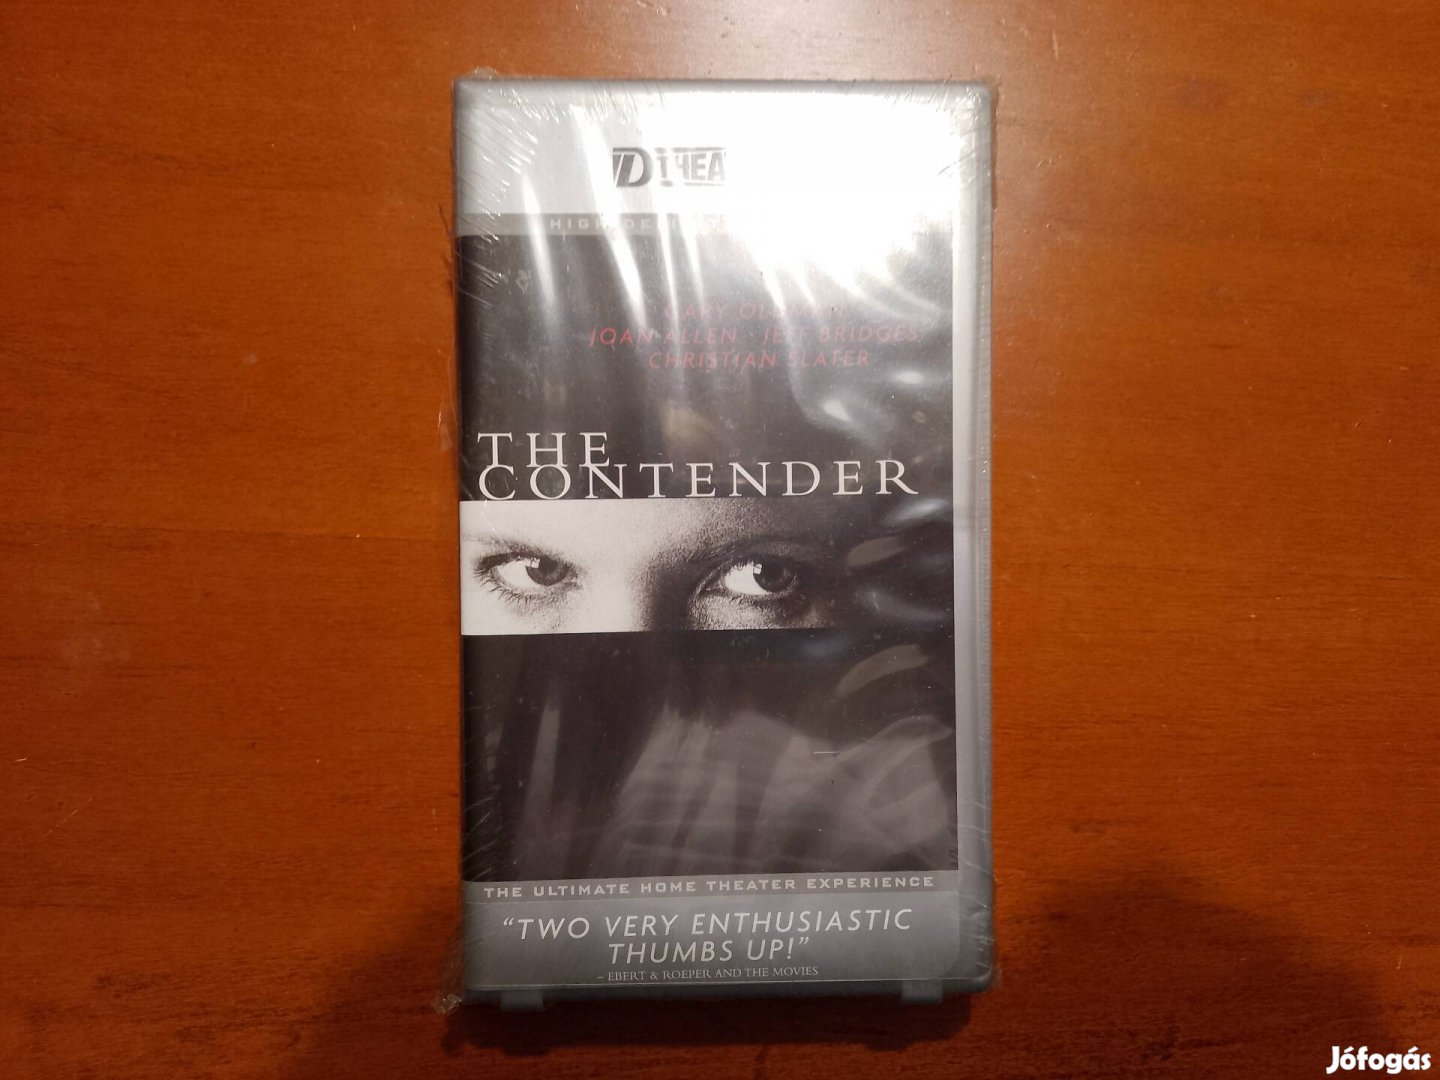 GARY OLDMAN
JOAN ALLEN · JEFF BRIDGES
CHRISTIAN SLATER
THE
CONTENDER
THE ULTIMATE HOME THEATER EXPERIENCE
“TWO VERY ENTHUSIASTIC
THUMBS UP!”
– EBERT & ROEPER AND THE MOVIES
Jófogás